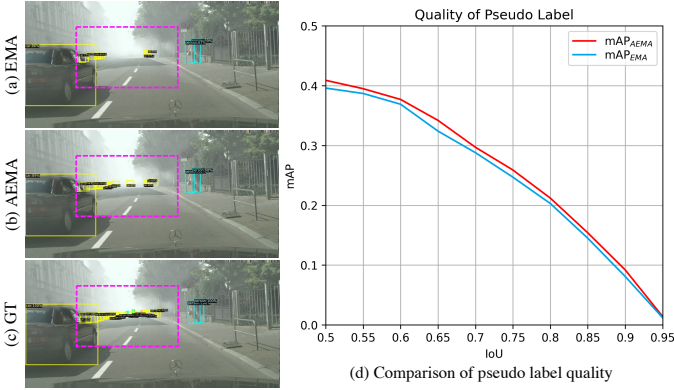 (a) EMA
(b) AEMA
(c) GT
Quality of Pseudo Label
mAP_AEMA
mAP_EMA
mAP
0.5
0.4
0.3
0.2
0.1
0.0
0.5 0.55 0.6 0.65 0.7 0.75 0.8 0.85 0.9 0.95
IoU
(d) Comparison of pseudo label quality